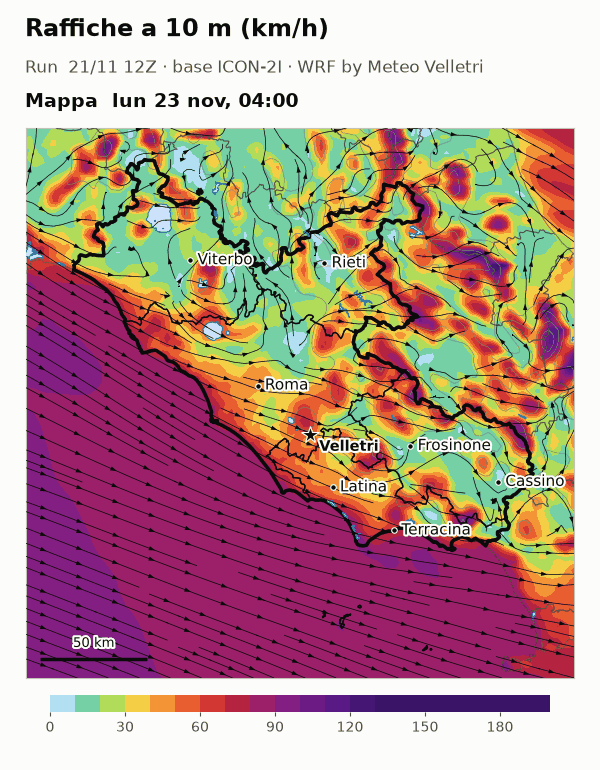 Raffiche a 10 m (km/h)
Run  21/11 12Z · base ICON-2I · WRF by Meteo Velletri
Mappa  lun 23 nov, 04:00
Viterbo
Rieti
Roma
Velletri
Frosinone
Cassino
Latina
Terracina
50 km
0 30 60 90 120 150 180